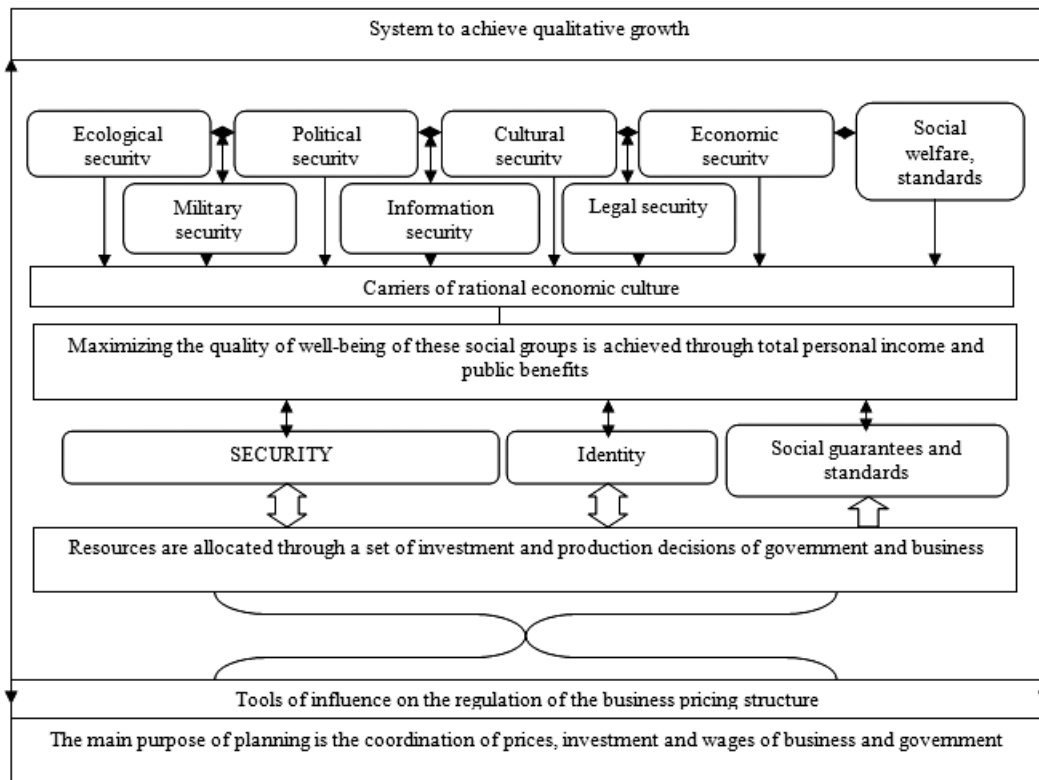 System to achieve qualitative growth
Ecological
security
Political
security
Cultural
security
Economic
security
Social
welfare,
standards
Military
security
Information
security
Legal security
Carriers of rational economic culture
Maximizing the quality of well-being of these social groups is achieved through total personal income and
public benefits
SECURITY
Identity
Social guarantees and
standards
Resources are allocated through a set of investment and production decisions of government and business
Tools of influence on the regulation of the business pricing structure
The main purpose of planning is the coordination of prices, investment and wages of business and government